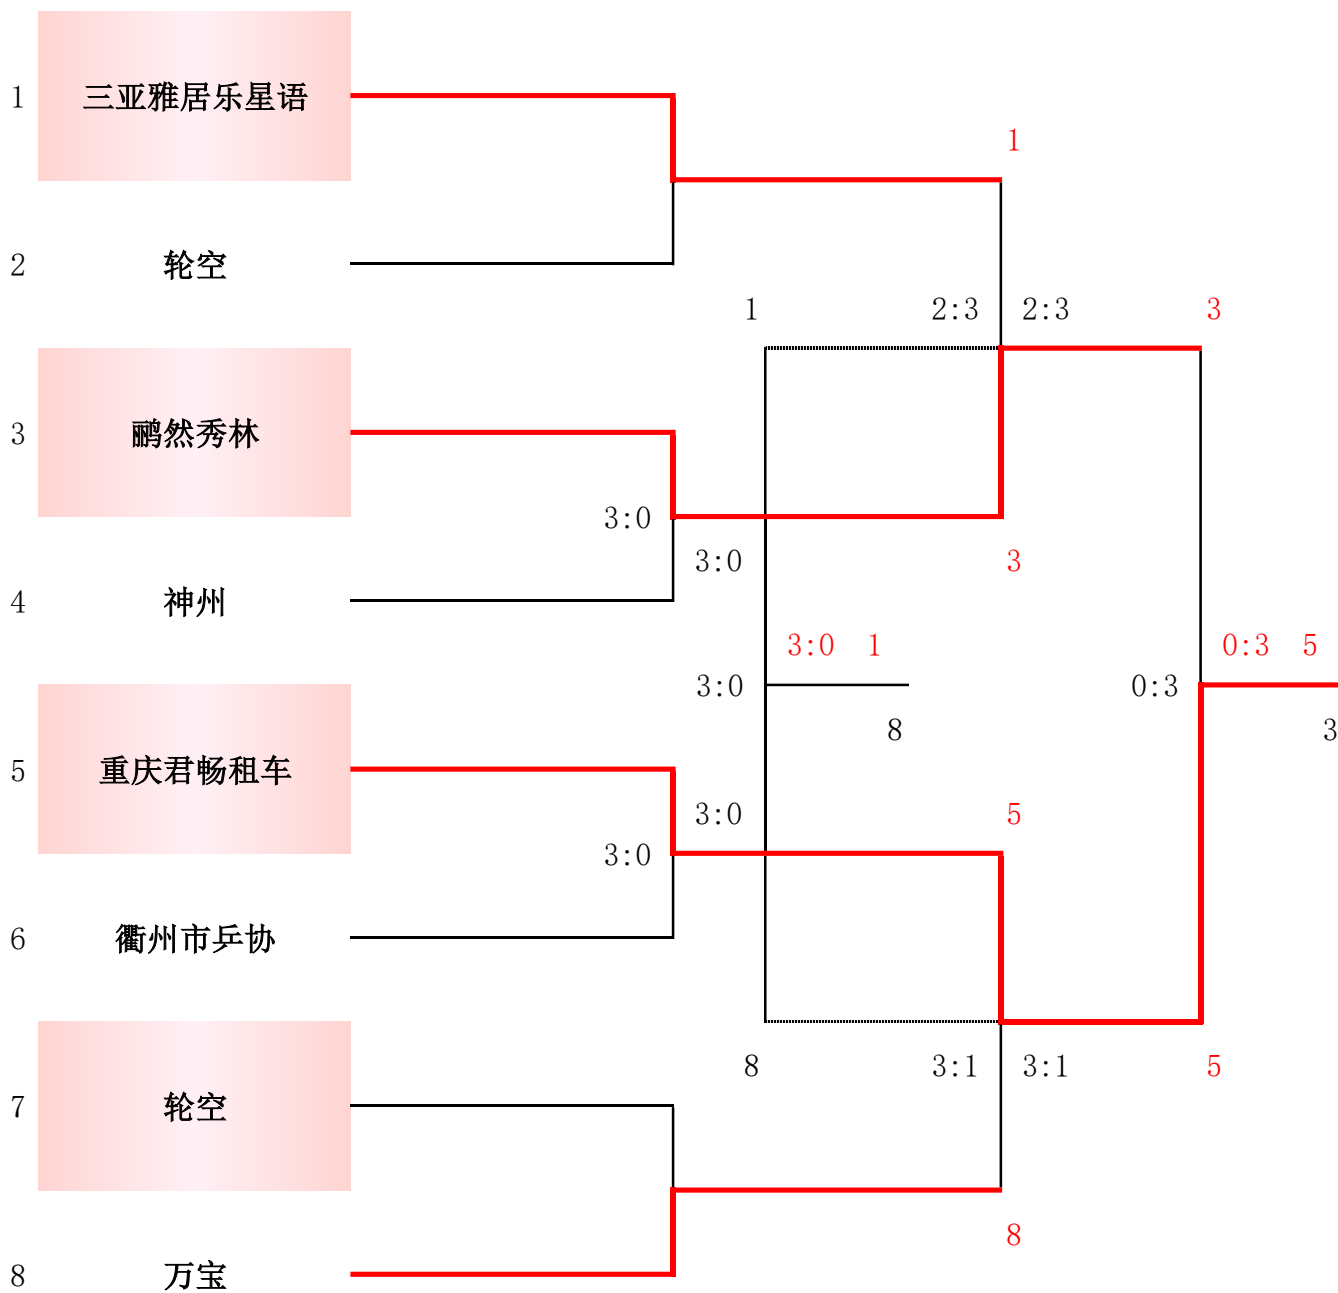 1 三亚雅居乐星语
1
2 轮空
1 2:3 2:3 3
3 鹂然秀林
3:0
3:0 3
4 神州
3:0 1 0:3 5
3:0 0:3
8 3
5 重庆君畅租车
3:0 5
3:0
6 衢州市乒协
8 3:1 3:1 5
7 轮空
8
8 万宝